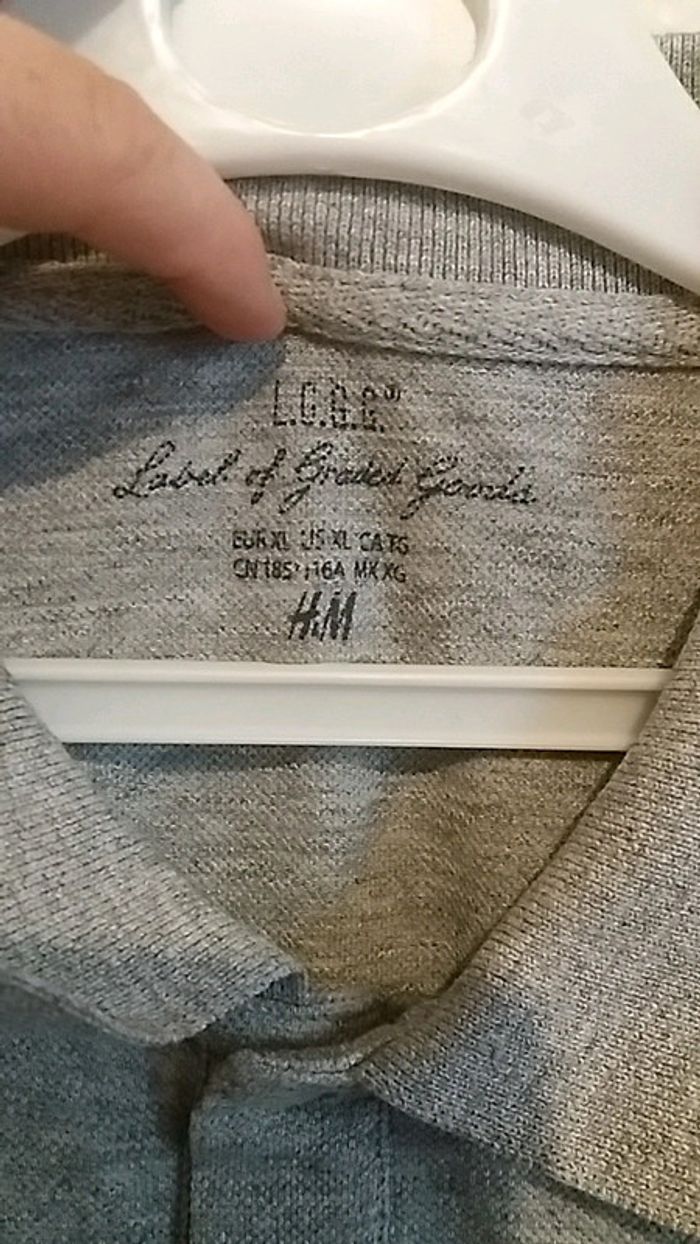 L.O.G.G.®
Label of Graded Goods
EUR XL US XL CA TG
CN 185/116A MX XG
H&M